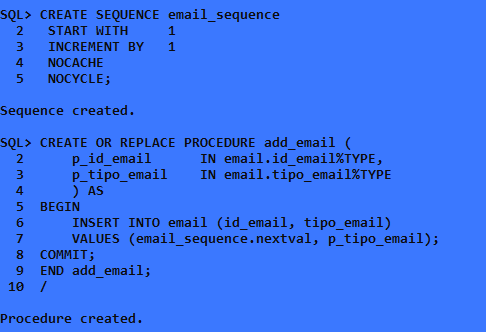 SQL> CREATE SEQUENCE email_sequence
  2   START WITH     1
  3   INCREMENT BY   1
  4   NOCACHE
  5   NOCYCLE;
Sequence created.
SQL> CREATE OR REPLACE PROCEDURE add_email (
  2      p_id_email      IN email.id_email%TYPE,
  3      p_tipo_email    IN email.tipo_email%TYPE
  4      ) AS
  5  BEGIN
  6      INSERT INTO email (id_email, tipo_email)
  7      VALUES (email_sequence.nextval, p_tipo_email);
  8  COMMIT;
  9  END add_email;
 10  /
Procedure created.